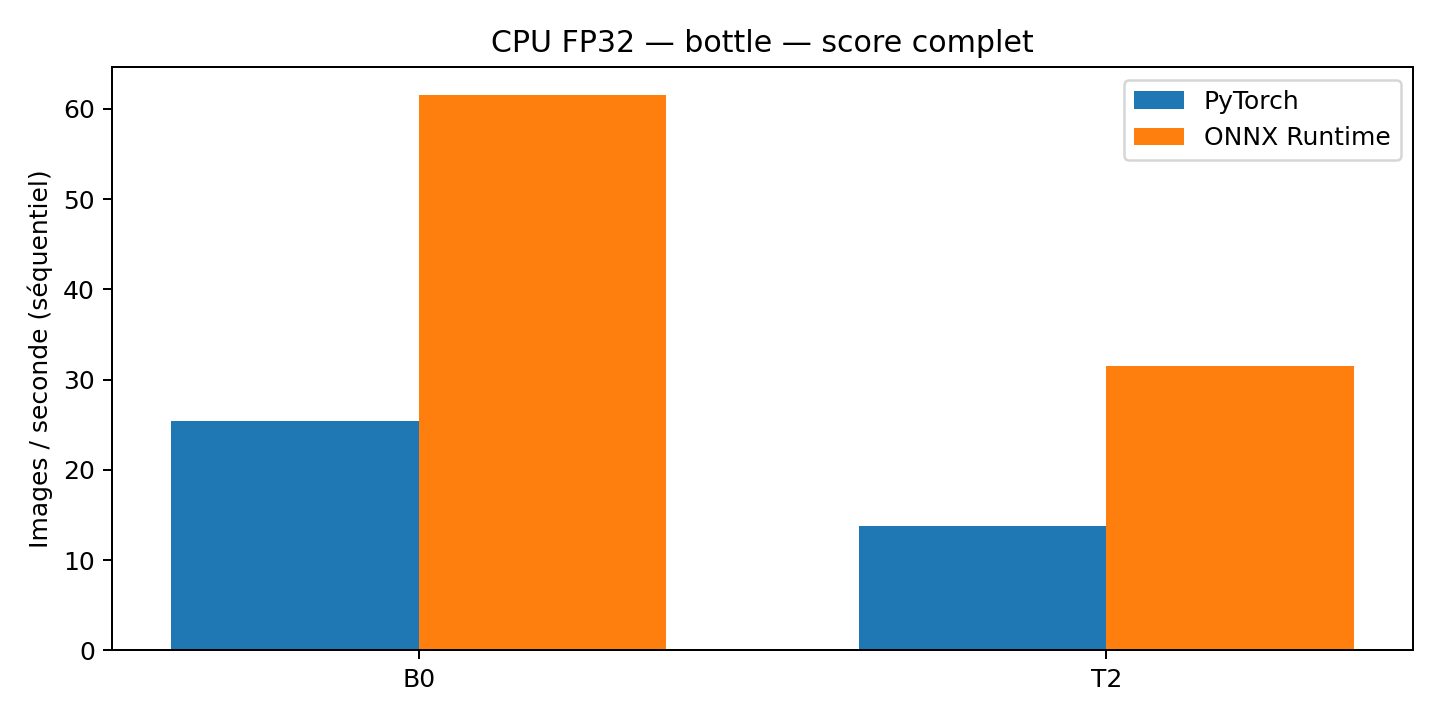 CPU FP32 — bottle — score complet
PyTorch
ONNX Runtime
Images / seconde (séquentiel)
60
50
40
30
20
10
0
B0
T2